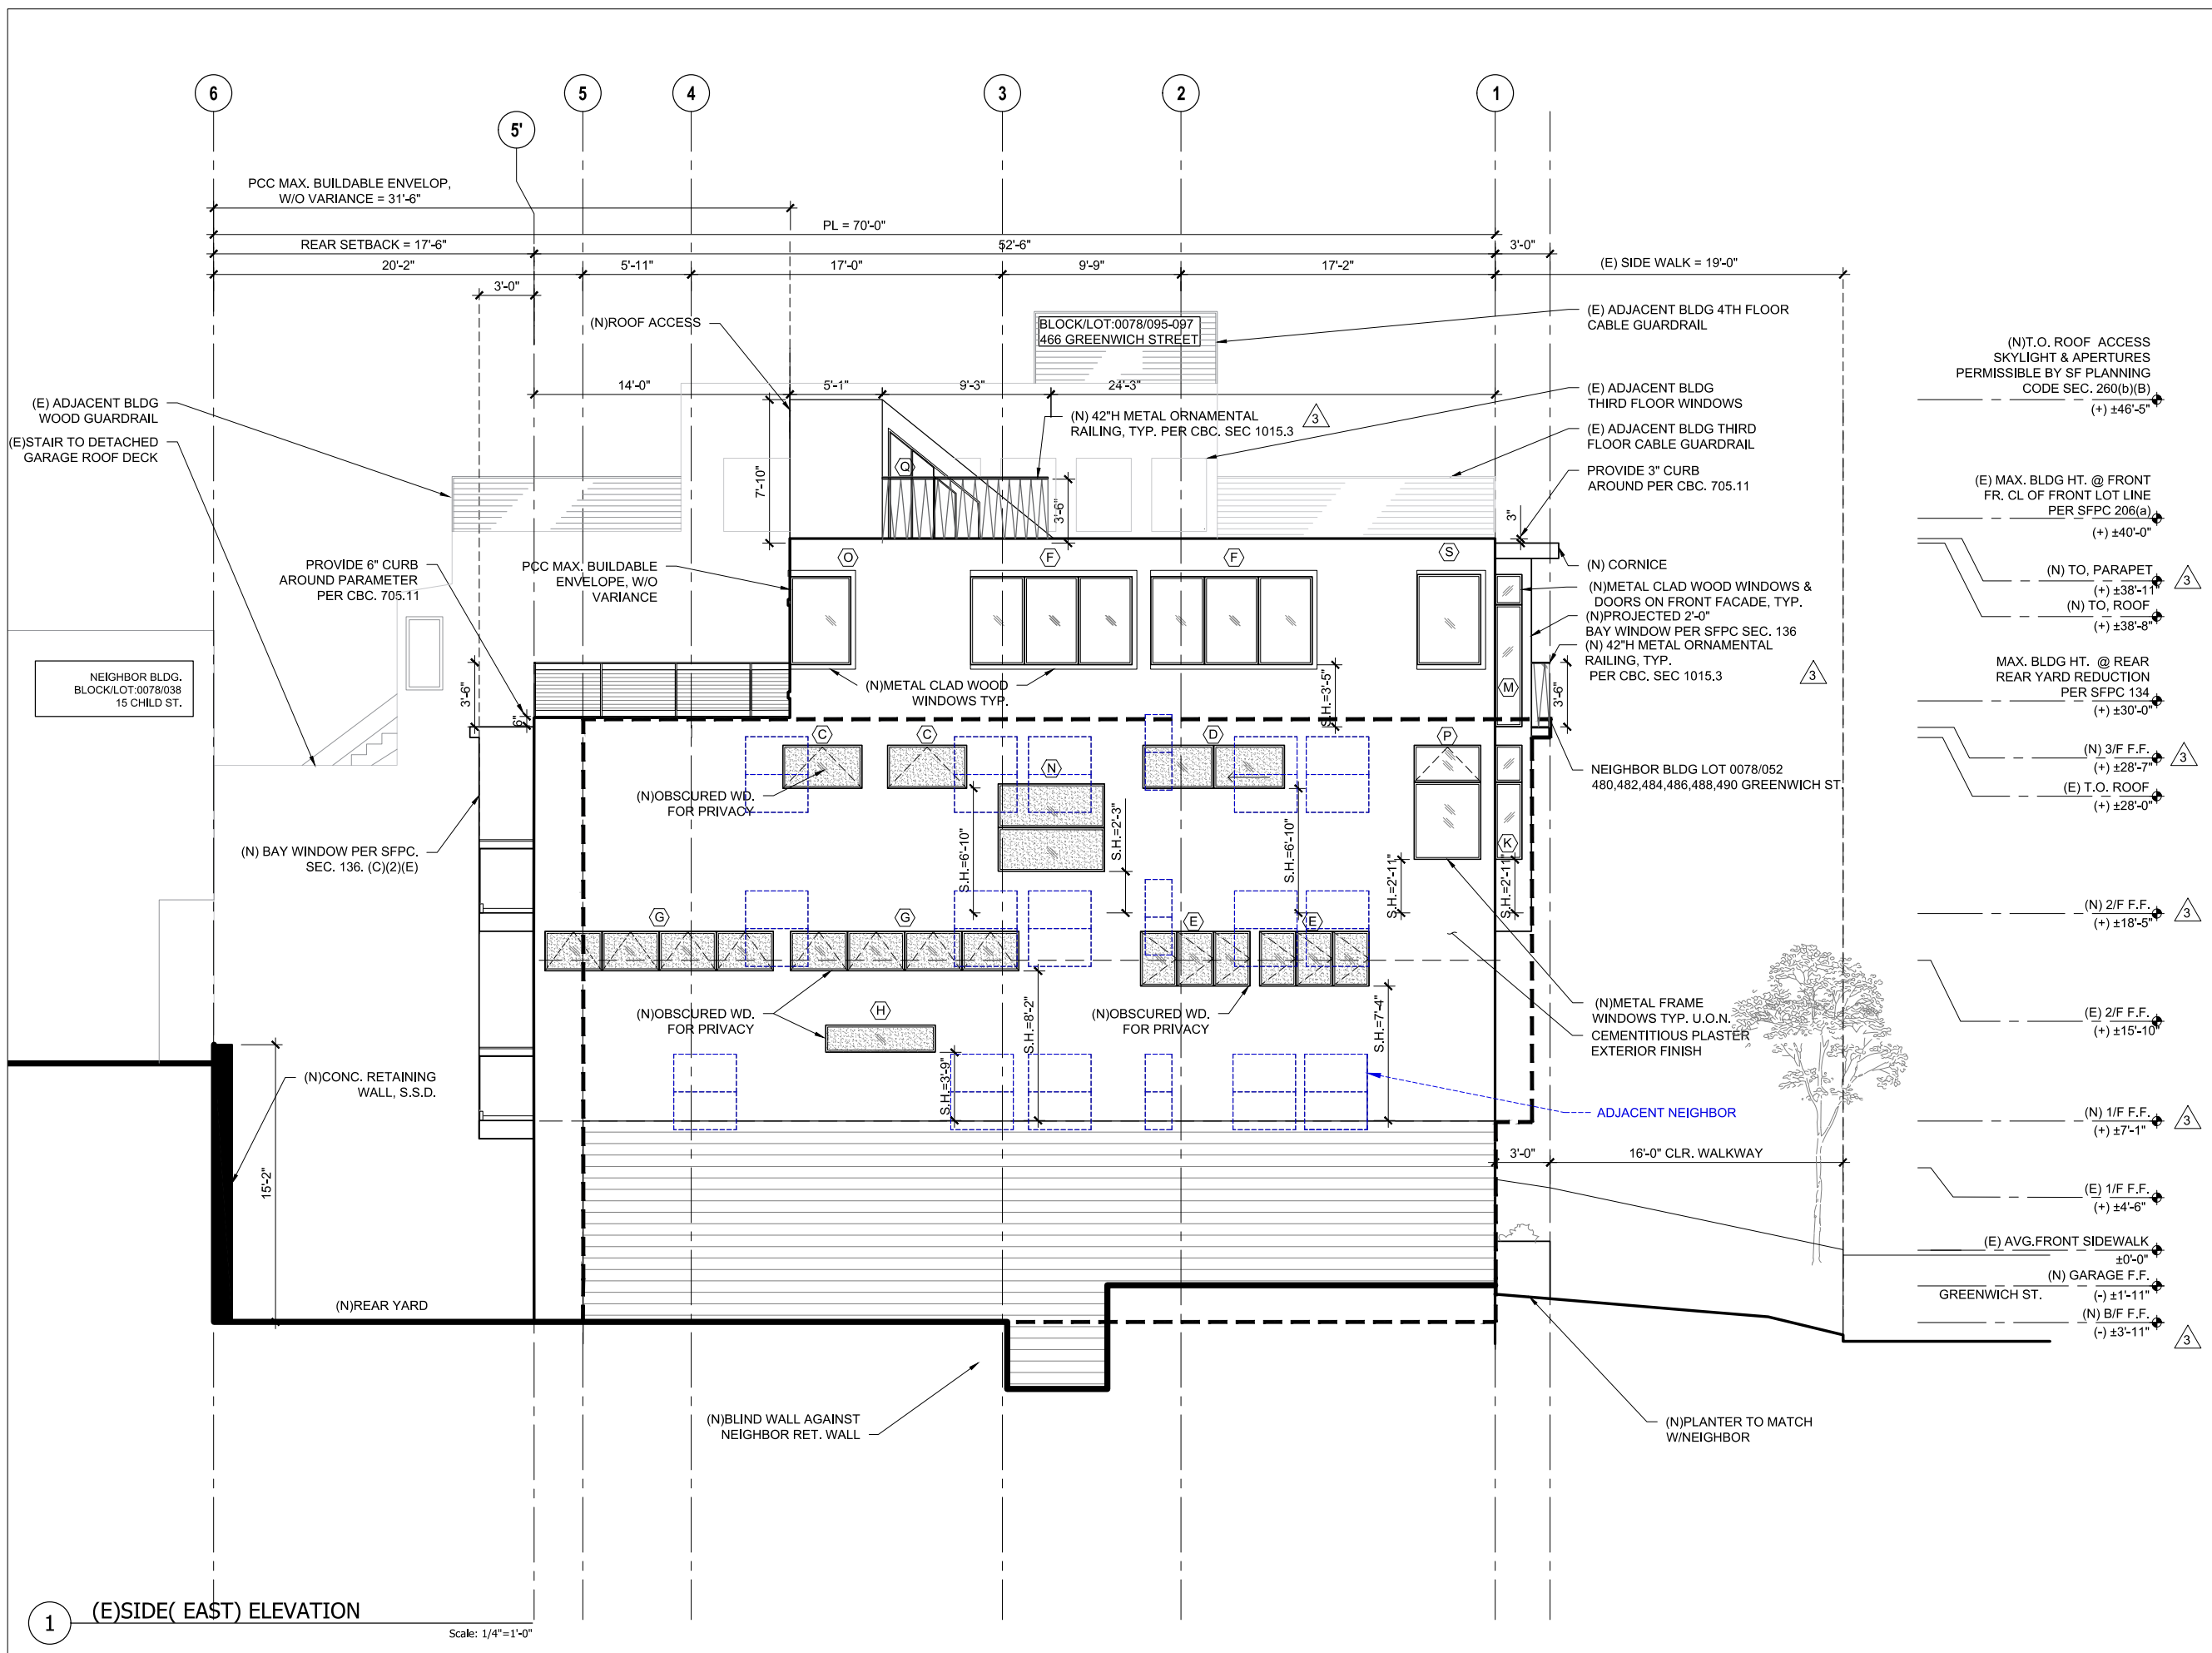 6
5'
5
4
3
2
1
PCC MAX. BUILDABLE ENVELOP,
W/O VARIANCE = 31'-6"
PL = 70'-0"
REAR SETBACK = 17'-6"
52'-6"
3'-0"
20'-2"
5'-11"
17'-0"
9'-9"
17'-2"
(E) SIDE WALK = 19'-0"
3'-0"
(N)ROOF ACCESS
BLOCK/LOT:0078/095-097
466 GREENWICH STREET
(E) ADJACENT BLDG 4TH FLOOR
CABLE GUARDRAIL
14'-0"
5'-1"
9'-3"
24'-3"
(E) ADJACENT BLDG
THIRD FLOOR WINDOWS
(N) 42"H METAL ORNAMENTAL
RAILING, TYP. PER CBC. SEC 1015.3
3
(E) ADJACENT BLDG THIRD
FLOOR CABLE GUARDRAIL
(E) ADJACENT BLDG
WOOD GUARDRAIL
(E)STAIR TO DETACHED
GARAGE ROOF DECK
PROVIDE 3" CURB
AROUND PER CBC. 705.11
Q
7'-10"
3'-6"
3"
PROVIDE 6" CURB
AROUND PARAMETER
PER CBC. 705.11
PCC MAX. BUILDABLE
ENVELOPE, W/O
VARIANCE
O
F
F
S
(N) CORNICE
(N)METAL CLAD WOOD WINDOWS &
DOORS ON FRONT FACADE, TYP.
(N)PROJECTED 2'-0"
BAY WINDOW PER SFPC SEC. 136
(N) 42"H METAL ORNAMENTAL
RAILING, TYP.
PER CBC. SEC 1015.3
3
NEIGHBOR BLDG.
BLOCK/LOT:0078/038
15 CHILD ST.
3'-6"
6"
(N)METAL CLAD WOOD
WINDOWS TYP.
S.H.=3'-5"
M
3'-6"
C
C
D
P
N
(N)OBSCURED WD.
FOR PRIVACY
NEIGHBOR BLDG LOT 0078/052
480,482,484,486,488,490 GREENWICH ST.
(N) BAY WINDOW PER SFPC.
SEC. 136. (C)(2)(E)
S.H.=6'-10"
S.H.=2'-3"
S.H.=6'-10"
S.H.=2'-11"
K
S.H.=2'-11"
G
G
E
E
(N)OBSCURED WD.
FOR PRIVACY
H
S.H.=8'-2"
(N)OBSCURED WD.
FOR PRIVACY
S.H.=7'-4"
S.H.=3'-9"
(N)METAL FRAME
WINDOWS TYP. U.O.N.
CEMENTITIOUS PLASTER
EXTERIOR FINISH
(N)CONC. RETAINING
WALL, S.S.D.
ADJACENT NEIGHBOR
15'-2"
3'-0"
16'-0" CLR. WALKWAY
(N)REAR YARD
(N)BLIND WALL AGAINST
NEIGHBOR RET. WALL
(N)PLANTER TO MATCH
W/NEIGHBOR
(N)T.O. ROOF ACCESS
SKYLIGHT & APERTURES
PERMISSIBLE BY SF PLANNING
CODE SEC. 260(b)(B)
(+) ±46'-5"
(E) MAX. BLDG HT. @ FRONT
FR. CL OF FRONT LOT LINE
PER SFPC 206(a)
(+) ±40'-0"
(N) TO, PARAPET
(+) ±38'-11"
3
(N) TO, ROOF
(+) ±38'-8"
MAX. BLDG HT. @ REAR
REAR YARD REDUCTION
PER SFPC 134
(+) ±30'-0"
(N) 3/F F.F.
(+) ±28'-7"
3
(E) T.O. ROOF
(+) ±28'-0"
(N) 2/F F.F.
(+) ±18'-5"
3
(E) 2/F F.F.
(+) ±15'-10"
(N) 1/F F.F.
(+) ±7'-1"
3
(E) 1/F F.F.
(+) ±4'-6"
(E) AVG.FRONT SIDEWALK
±0'-0"
(N) GARAGE F.F.
GREENWICH ST.
(-) ±1'-11"
(N) B/F F.F.
(-) ±3'-11"
3
1
(E)SIDE( EAST) ELEVATION
Scale: 1/4"=1'-0"